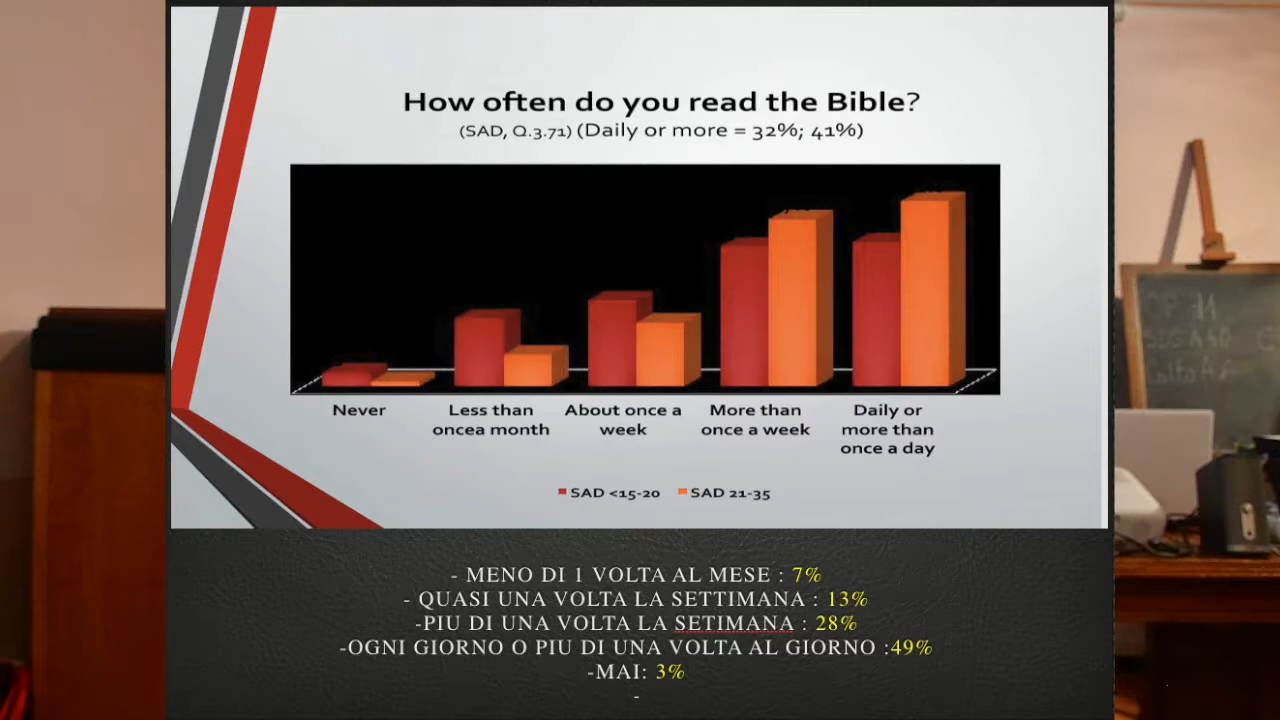 How often do you read the Bible?
(SAD, Q.3.71) (Daily or more = 32%; 41%)
Never
Less than
oncea month
About once a
week
More than
once a week
Daily or
more than
once a day
SAD <15-20
SAD 21-35
- MENO DI 1 VOLTA AL MESE : 7%
- QUASI UNA VOLTA LA SETTIMANA : 13%
-PIU DI UNA VOLTA LA SETIMANA : 28%
-OGNI GIORNO O PIU DI UNA VOLTA AL GIORNO :49%
-MAI: 3%
-